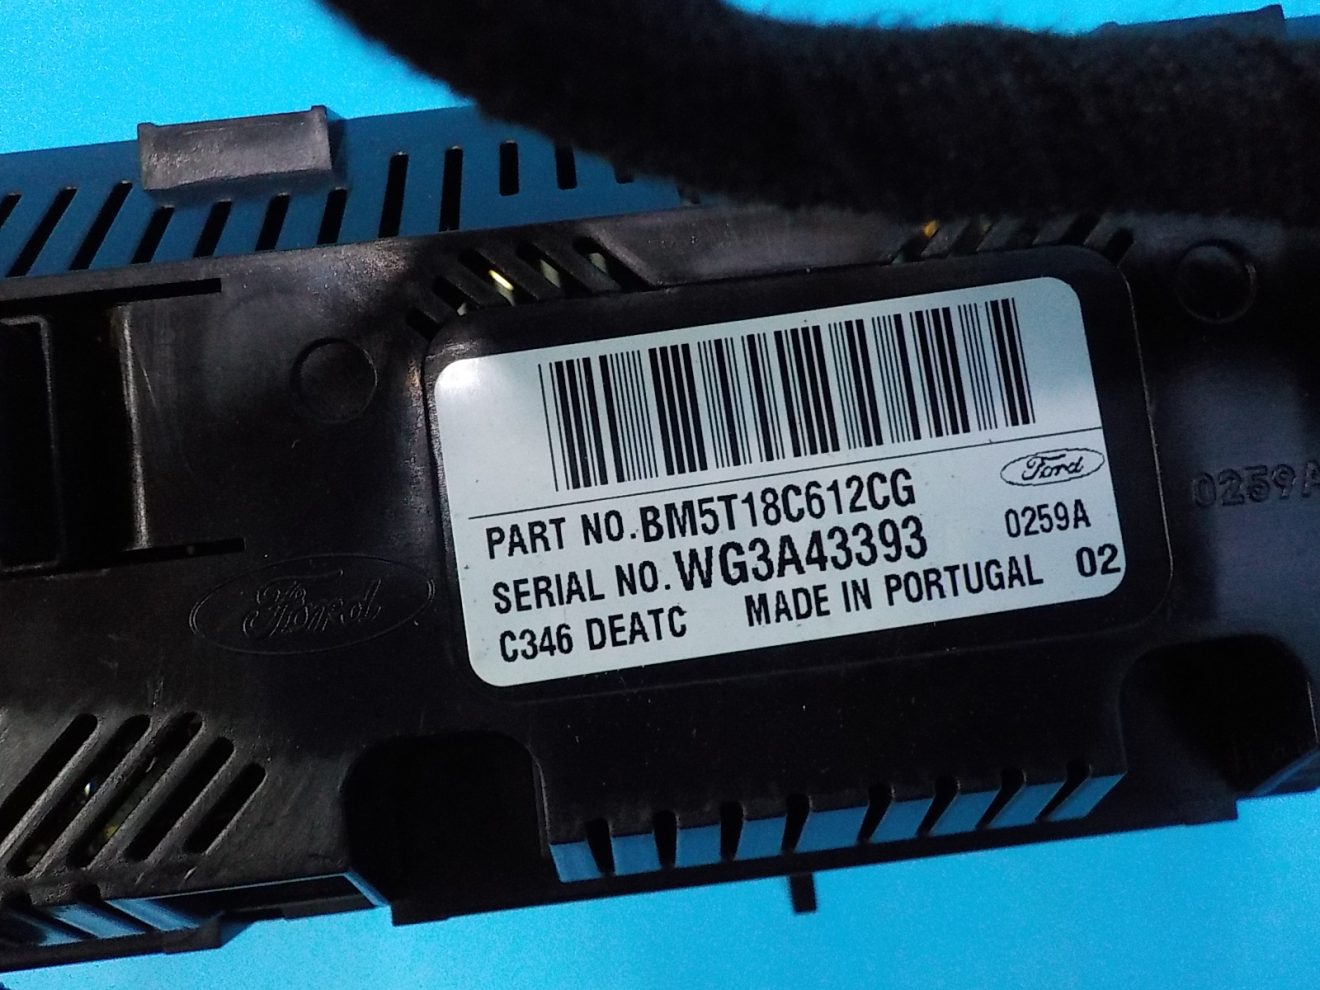 PART NO.BM5T18C612CG
Ford
SERIAL NO.WG3A43393
0259A
C346 DEATC MADE IN PORTUGAL 02
Ford
0259A